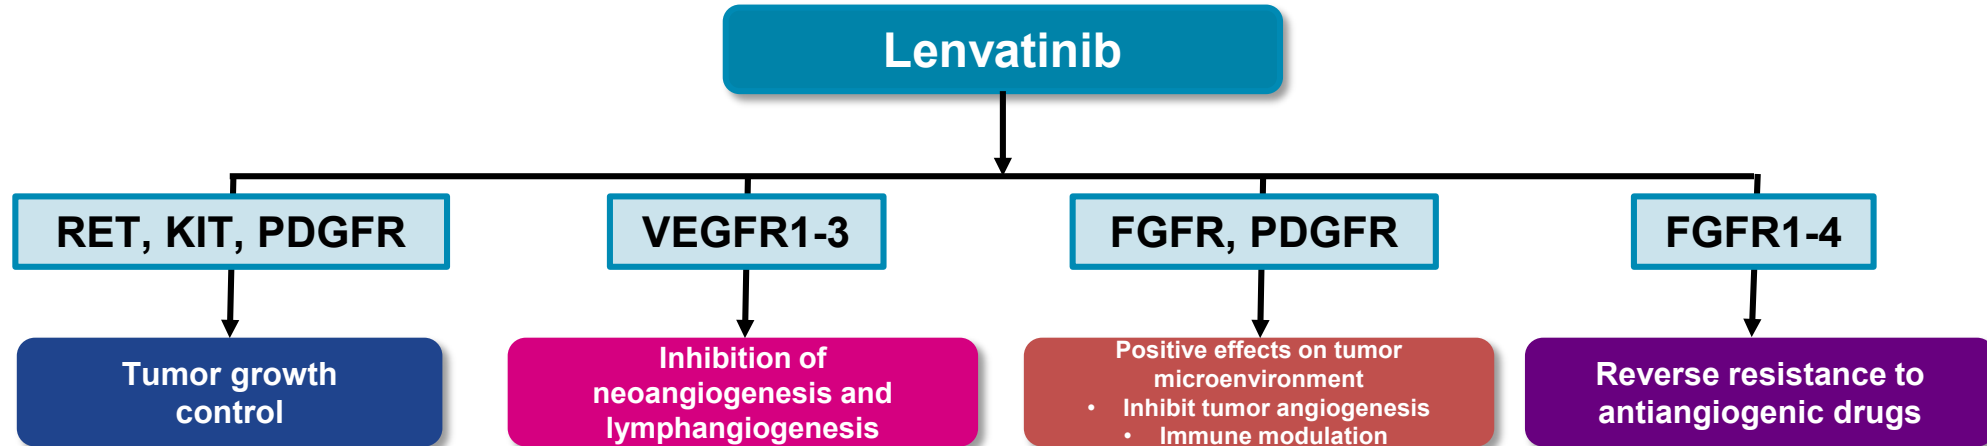 Lenvatinib
RET, KIT, PDGFR
VEGFR1-3
FGFR, PDGFR
FGFR1-4
Tumor growth
control
Inhibition of
neoangiogenesis and
lymphangiogenesis
Positive effects on tumor
microenvironment
• Inhibit tumor angiogenesis
• Immune modulation
Reverse resistance to
antiangiogenic drugs